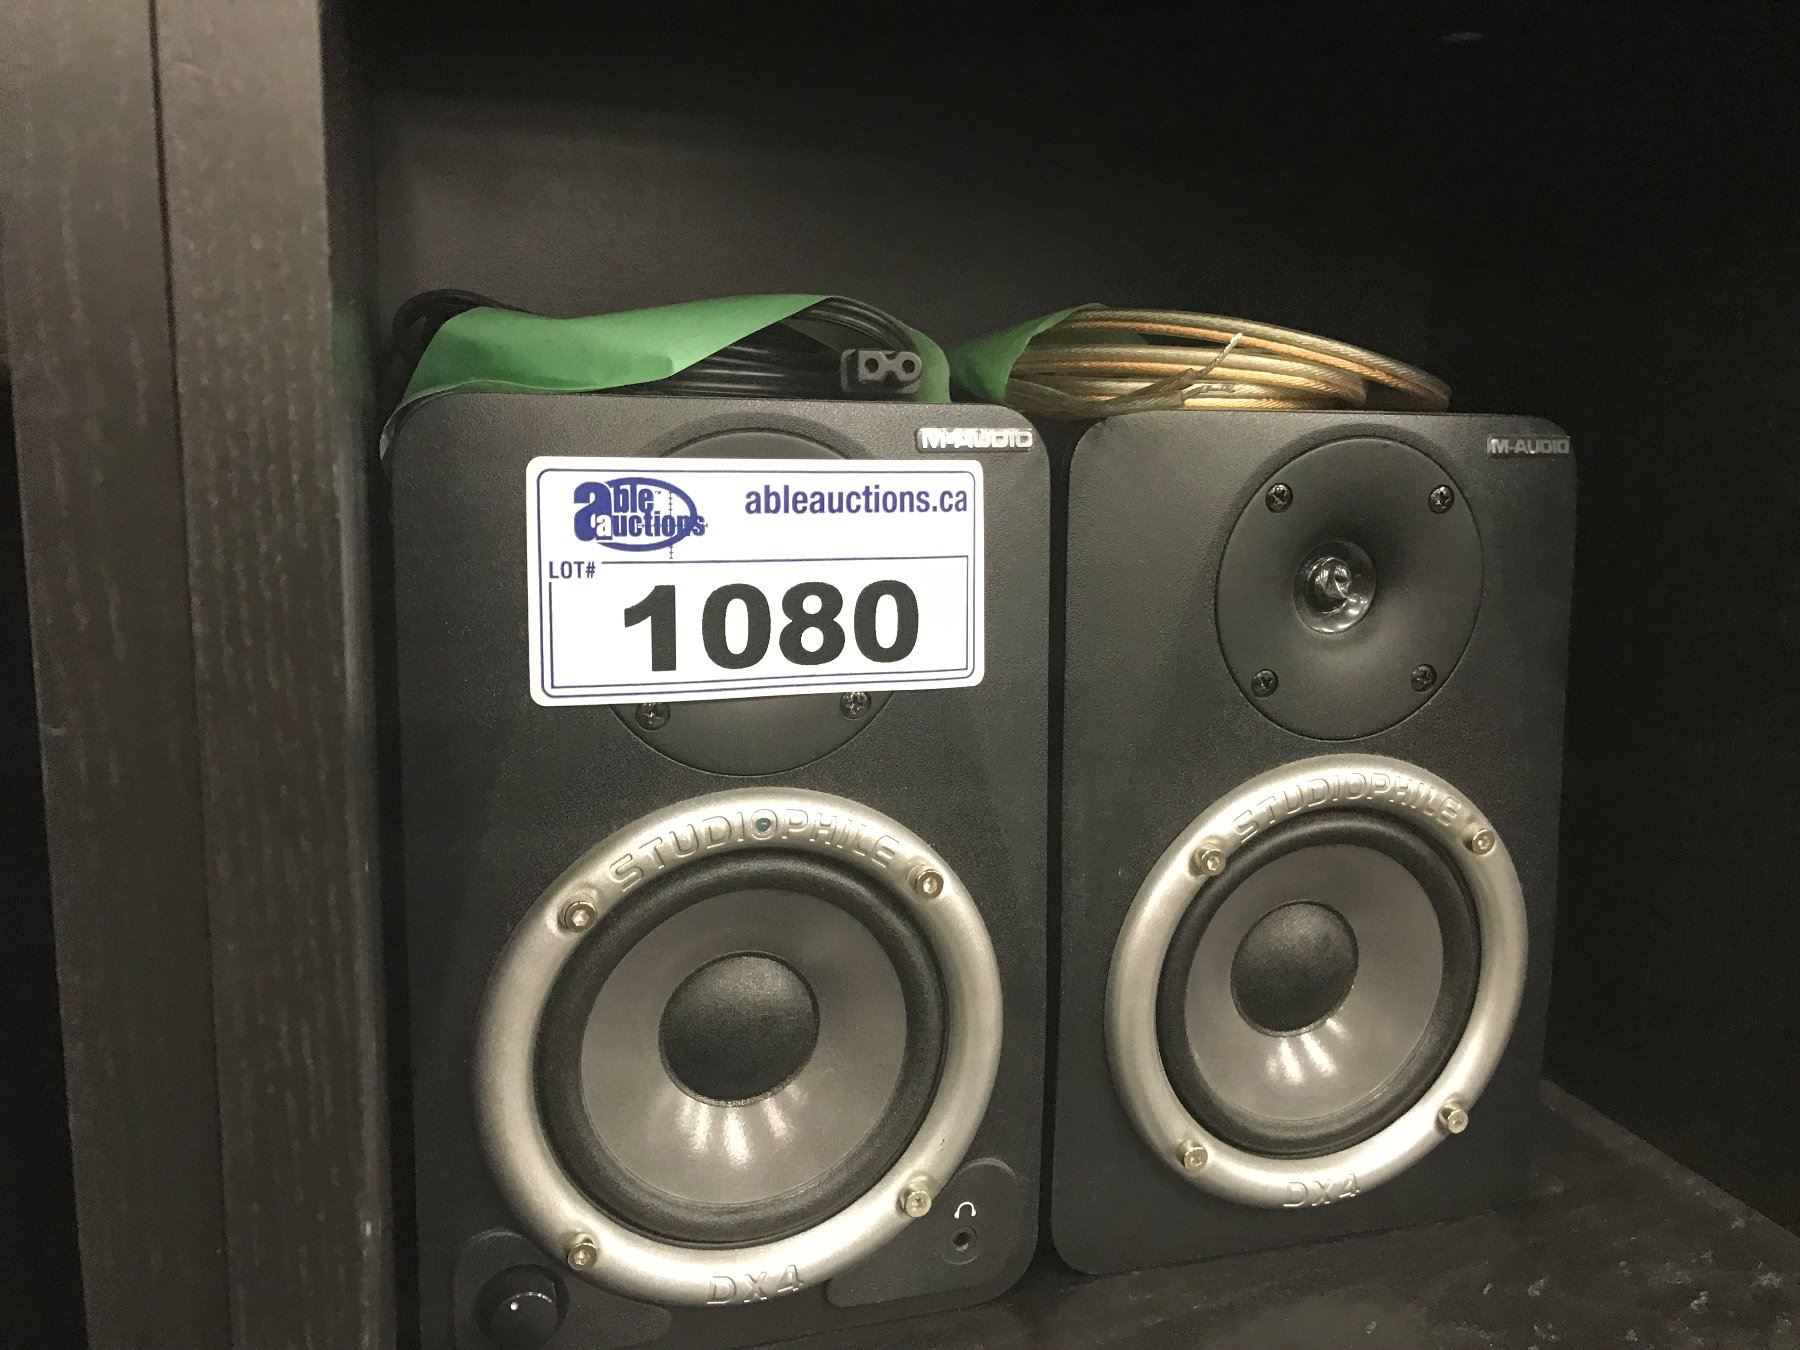 able
auctions
ableauctions.ca
LOT#
1080
M-AUDIO
M-AUDIO
STUDIOPHILE
STUDIOPHILE
DX4
DX4